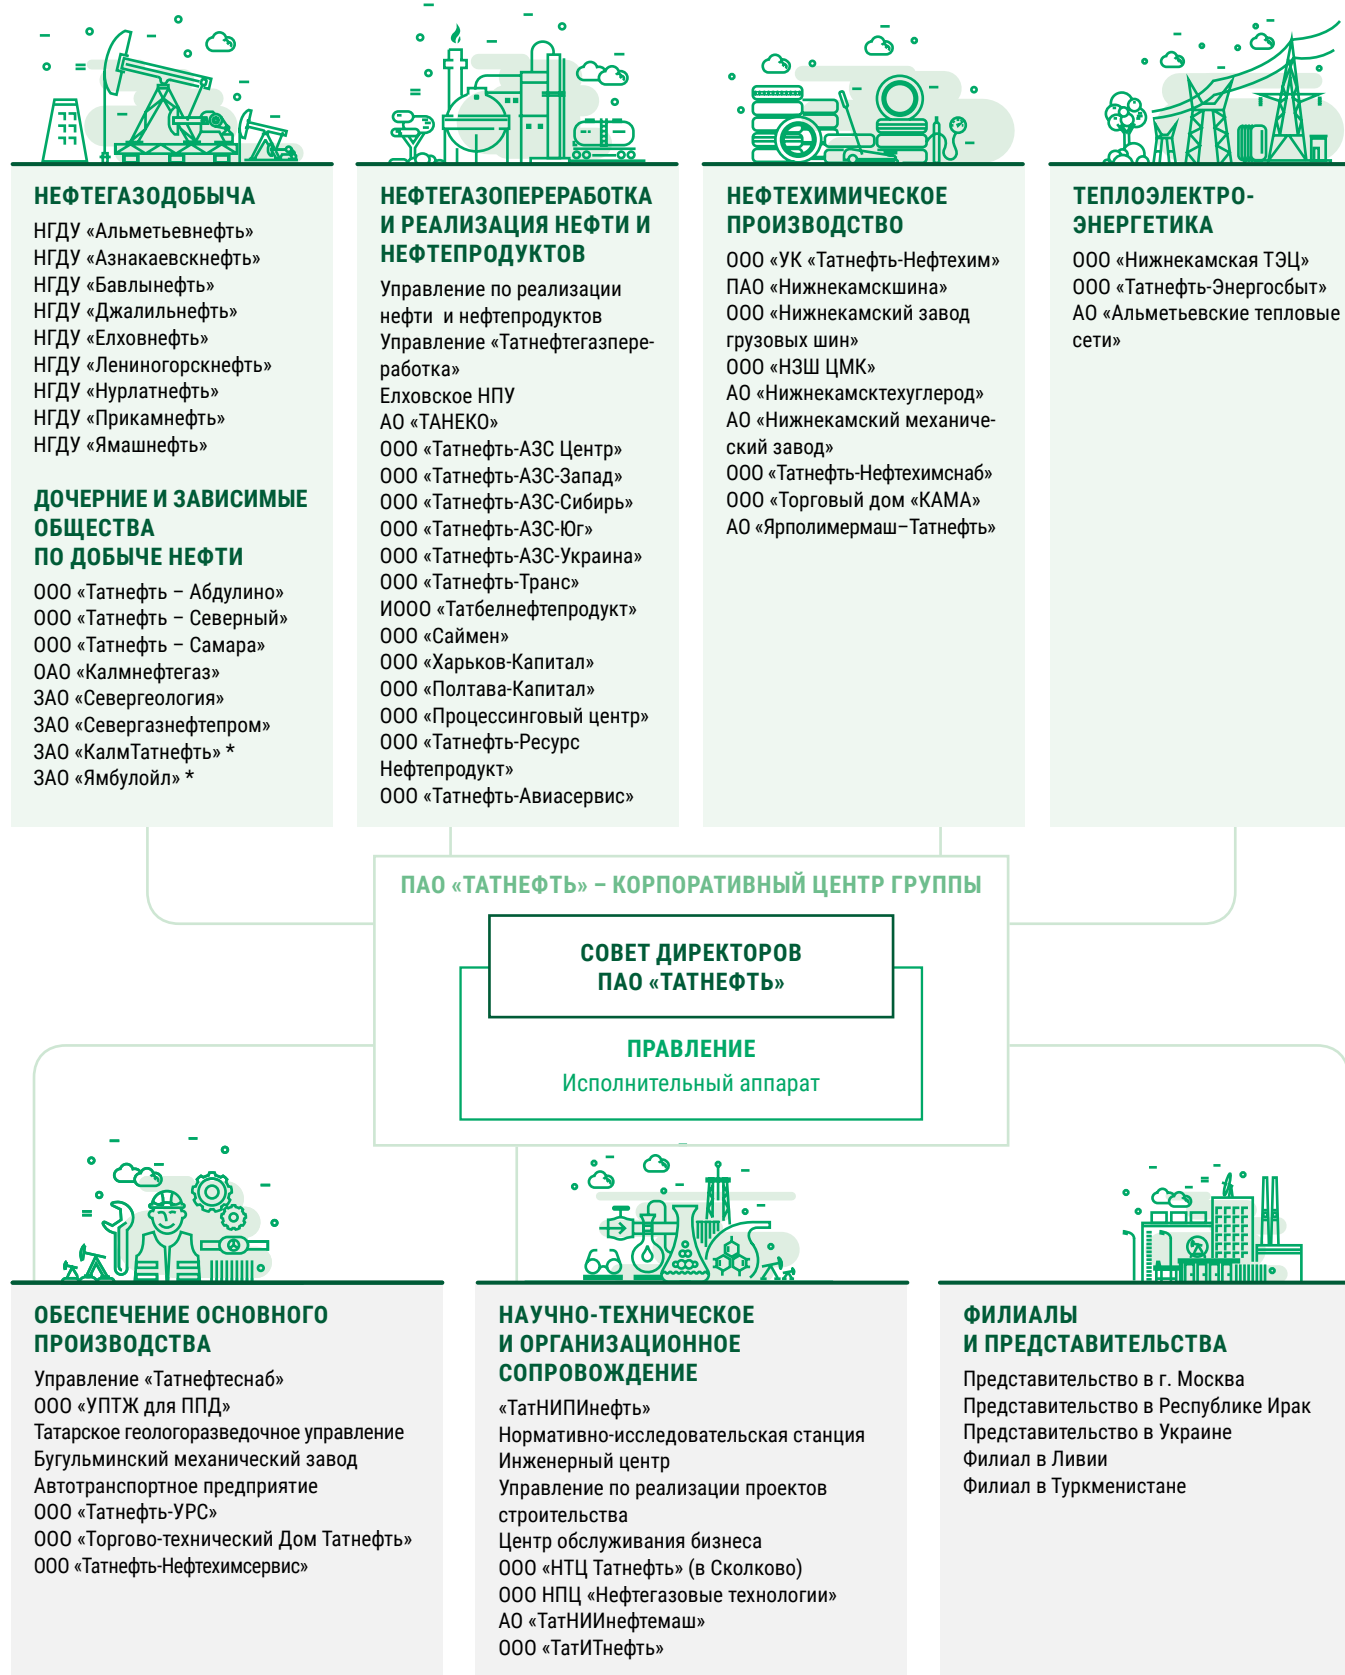 НЕФТЕГАЗОДОБЫЧА
НГДУ «Альметьевнефть»
НГДУ «Азнакаевскнефть»
НГДУ «Бавлынефть»
НГДУ «Джалильнефть»
НГДУ «Елховнефть»
НГДУ «Лениногорскнефть»
НГДУ «Нурлатнефть»
НГДУ «Прикамнефть»
НГДУ «Ямашнефть»
ДОЧЕРНИЕ И ЗАВИСИМЫЕ
ОБЩЕСТВА
ПО ДОБЫЧЕ НЕФТИ
ООО «Татнефть – Абдулино»
ООО «Татнефть – Северный»
ООО «Татнефть – Самара»
ОАО «Калмнефтегаз»
ЗАО «Севергеология»
ЗАО «Севергазнефтепром»
ЗАО «КалмТатнефть» *
ЗАО «Ямбулойл» *
НЕФТЕГАЗОПЕРЕРАБОТКА
И РЕАЛИЗАЦИЯ НЕФТИ И
НЕФТЕПРОДУКТОВ
Управление по реализации
нефти и нефтепродуктов
Управление «Татнефтегазпере-
работка»
Елховское НПУ
АО «ТАНЕКО»
ООО «Татнефть-АЗС Центр»
ООО «Татнефть-АЗС-Запад»
ООО «Татнефть-АЗС-Сибирь»
ООО «Татнефть-АЗС-Юг»
ООО «Татнефть-АЗС-Украина»
ООО «Татнефть-Транс»
ИООО «Татбелнефтепродукт»
ООО «Саймен»
ООО «Харьков-Капитал»
ООО «Полтава-Капитал»
ООО «Процессинговый центр»
ООО «Татнефть-Ресурс
Нефтепродукт»
ООО «Татнефть-Авиасервис»
НЕФТЕХИМИЧЕСКОЕ
ПРОИЗВОДСТВО
ООО «УК «Татнефть-Нефтехим»
ПАО «Нижнекамскшина»
ООО «Нижнекамский завод
грузовых шин»
ООО «НЗШ ЦМК»
АО «Нижнекамсктехуглерод»
АО «Нижнекамский механиче-
ский завод»
ООО «Татнефть-Нефтехимснаб»
ООО «Торговый дом «КАМА»
АО «Ярполимермаш–Татнефть»
ТЕПЛОЭЛЕКТРО-
ЭНЕРГЕТИКА
ООО «Нижнекамская ТЭЦ»
ООО «Татнефть-Энергосбыт»
АО «Альметьевские тепловые
сети»
ПАО «ТАТНЕФТЬ» – КОРПОРАТИВНЫЙ ЦЕНТР ГРУППЫ
СОВЕТ ДИРЕКТОРОВ
ПАО «ТАТНЕФТЬ»
ПРАВЛЕНИЕ
Исполнительный аппарат
ОБЕСПЕЧЕНИЕ ОСНОВНОГО
ПРОИЗВОДСТВА
Управление «Татнефтеснаб»
ООО «УПТЖ для ППД»
Татарское геологоразведочное управление
Бугульминский механический завод
Автотранспортное предприятие
ООО «Татнефть-УРС»
ООО «Торгово-технический Дом Татнефть»
ООО «Татнефть-Нефтехимсервис»
НАУЧНО-ТЕХНИЧЕСКОЕ
И ОРГАНИЗАЦИОННОЕ
СОПРОВОЖДЕНИЕ
«ТатНИПИнефть»
Нормативно-исследовательская станция
Инженерный центр
Управление по реализации проектов
строительства
Центр обслуживания бизнеса
ООО «НТЦ Татнефть» (в Сколково)
ООО НПЦ «Нефтегазовые технологии»
АО «ТатНИИнефтемаш»
ООО «ТатИТнефть»
ФИЛИАЛЫ
И ПРЕДСТАВИТЕЛЬСТВА
Представительство в г. Москва
Представительство в Республике Ирак
Представительство в Украине
Филиал в Ливии
Филиал в Туркменистане